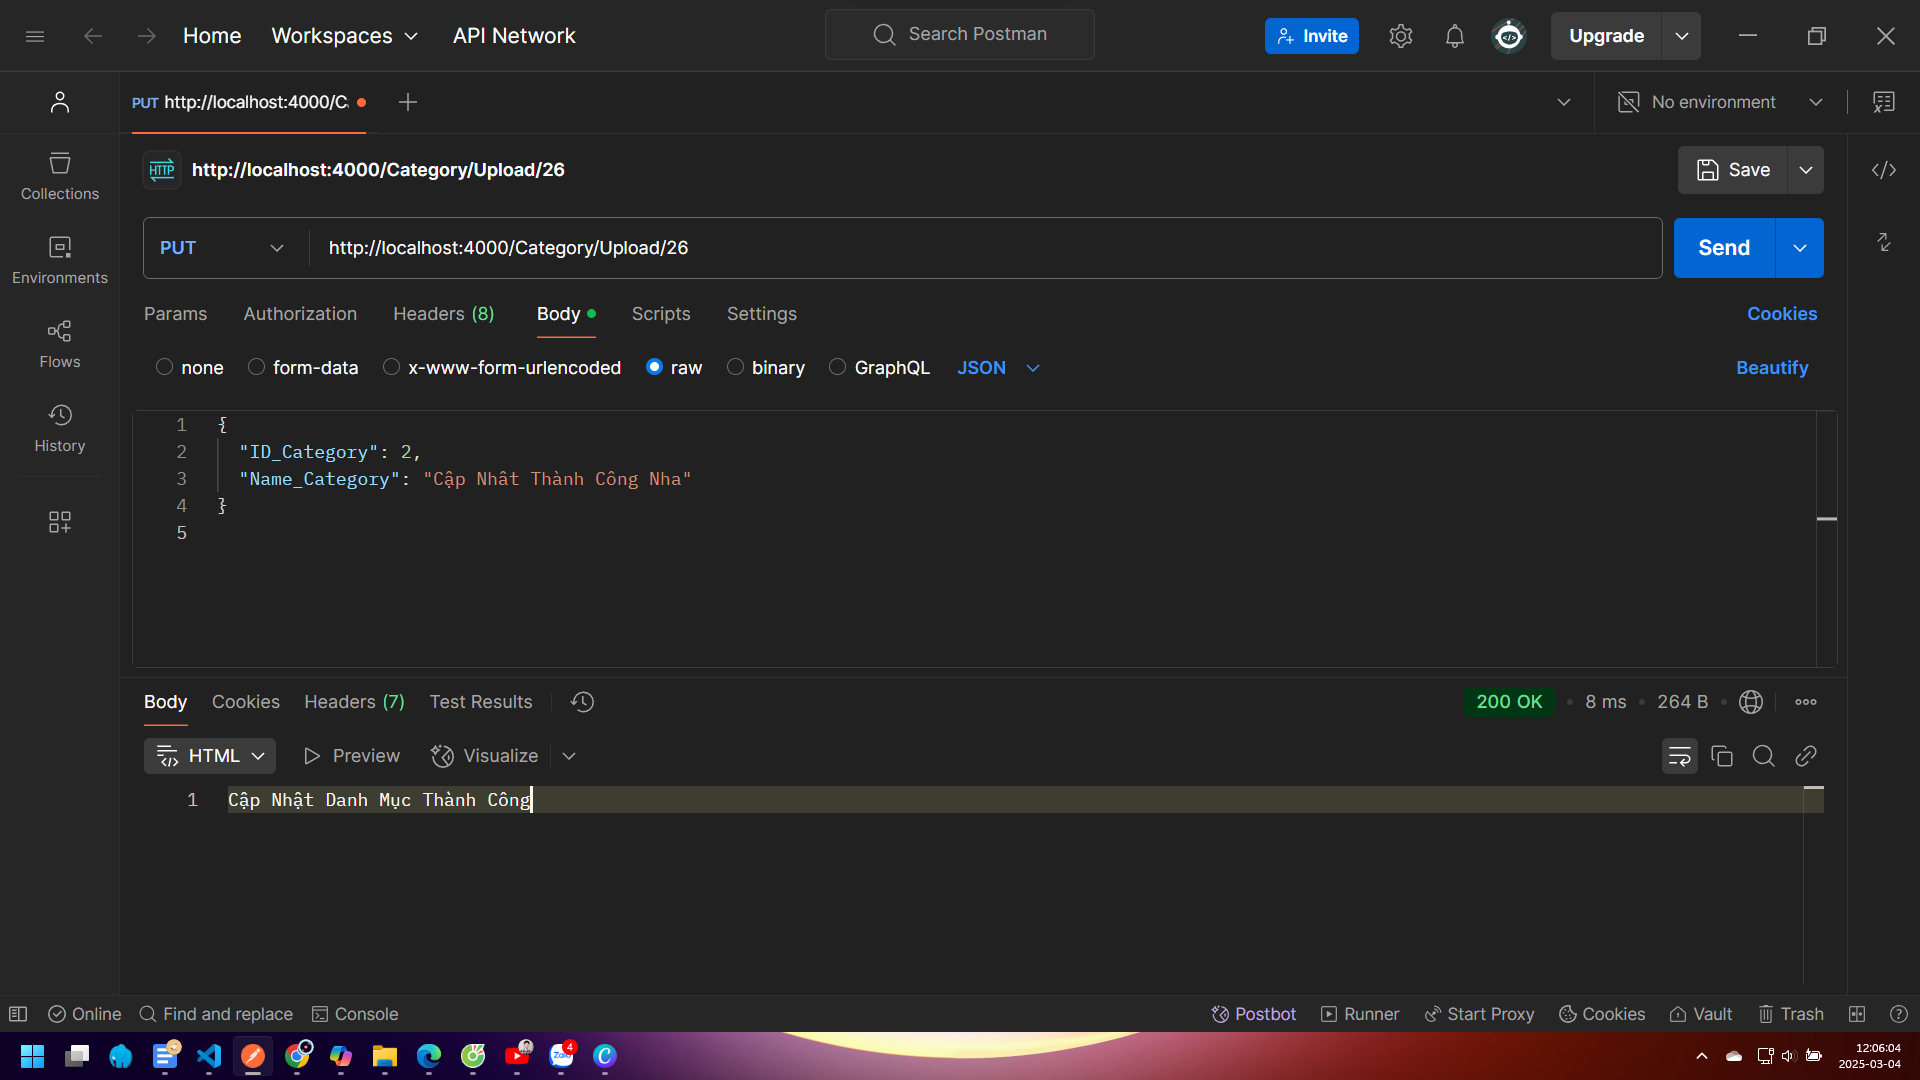 Home Workspaces API Network Search Postman Invite Upgrade
PUT http://localhost:4000/C No environment
HTTP http://localhost:4000/Category/Upload/26 Save
Collections
PUT http://localhost:4000/Category/Upload/26 Send
Environments
Params Authorization Headers (8) Body Scripts Settings Cookies
Flows
none form-data x-www-form-urlencoded raw binary GraphQL JSON Beautify
History
1 {
2 "ID_Category": 2,
3 "Name_Category": "Cập Nhât Thành Công Nha"
4 }
5
Body Cookies Headers (7) Test Results 200 OK • 8 ms • 264 B •
HTML Preview Visualize
1 Cập Nhật Danh Mục Thành Công
Online Find and replace Console Postbot Runner Start Proxy Cookies Vault Trash
Zalo 4 12:06:04
2025-03-04